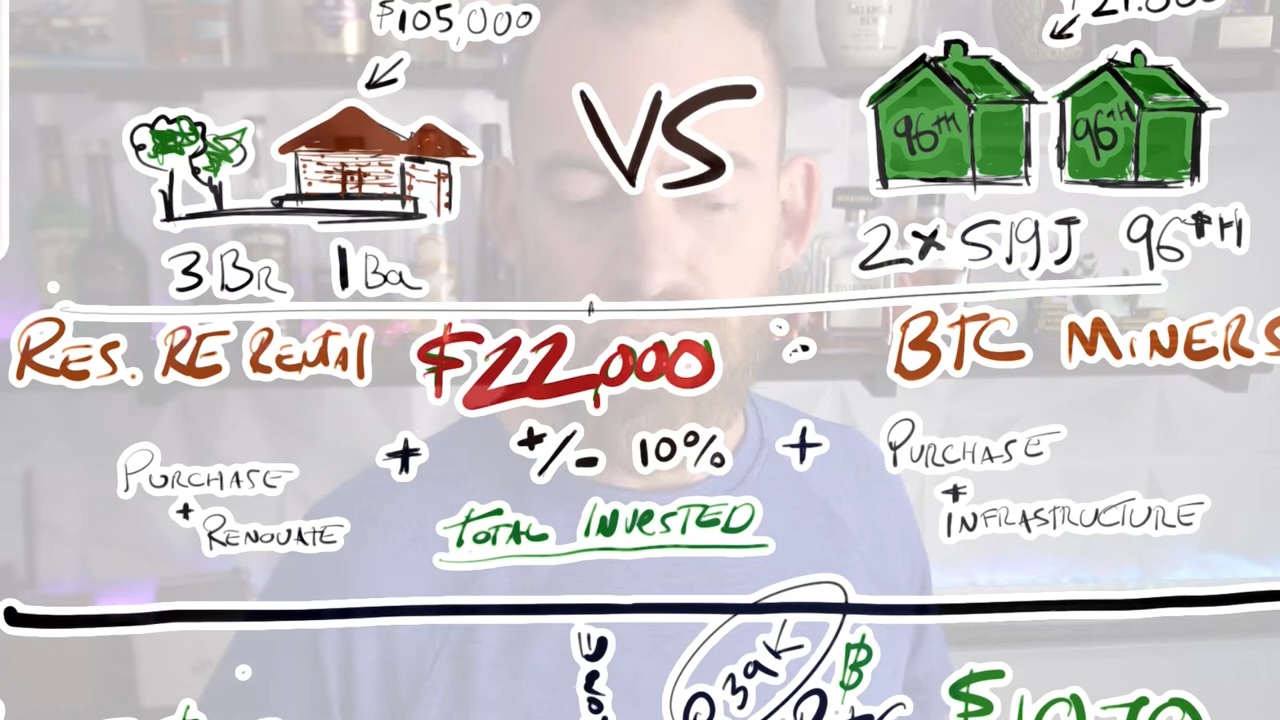 $105,000
VS
96TH
96TH
3 BR 1 Ba
2 x S19J 96TH
RES. RE RENTAL
$22,000
BTC MINERS
PURCHASE
+
RENOVATE
+
+/- 10%
+
TOTAL INVESTED
PURCHASE
+
INFRASTRUCTURE
@ 39K